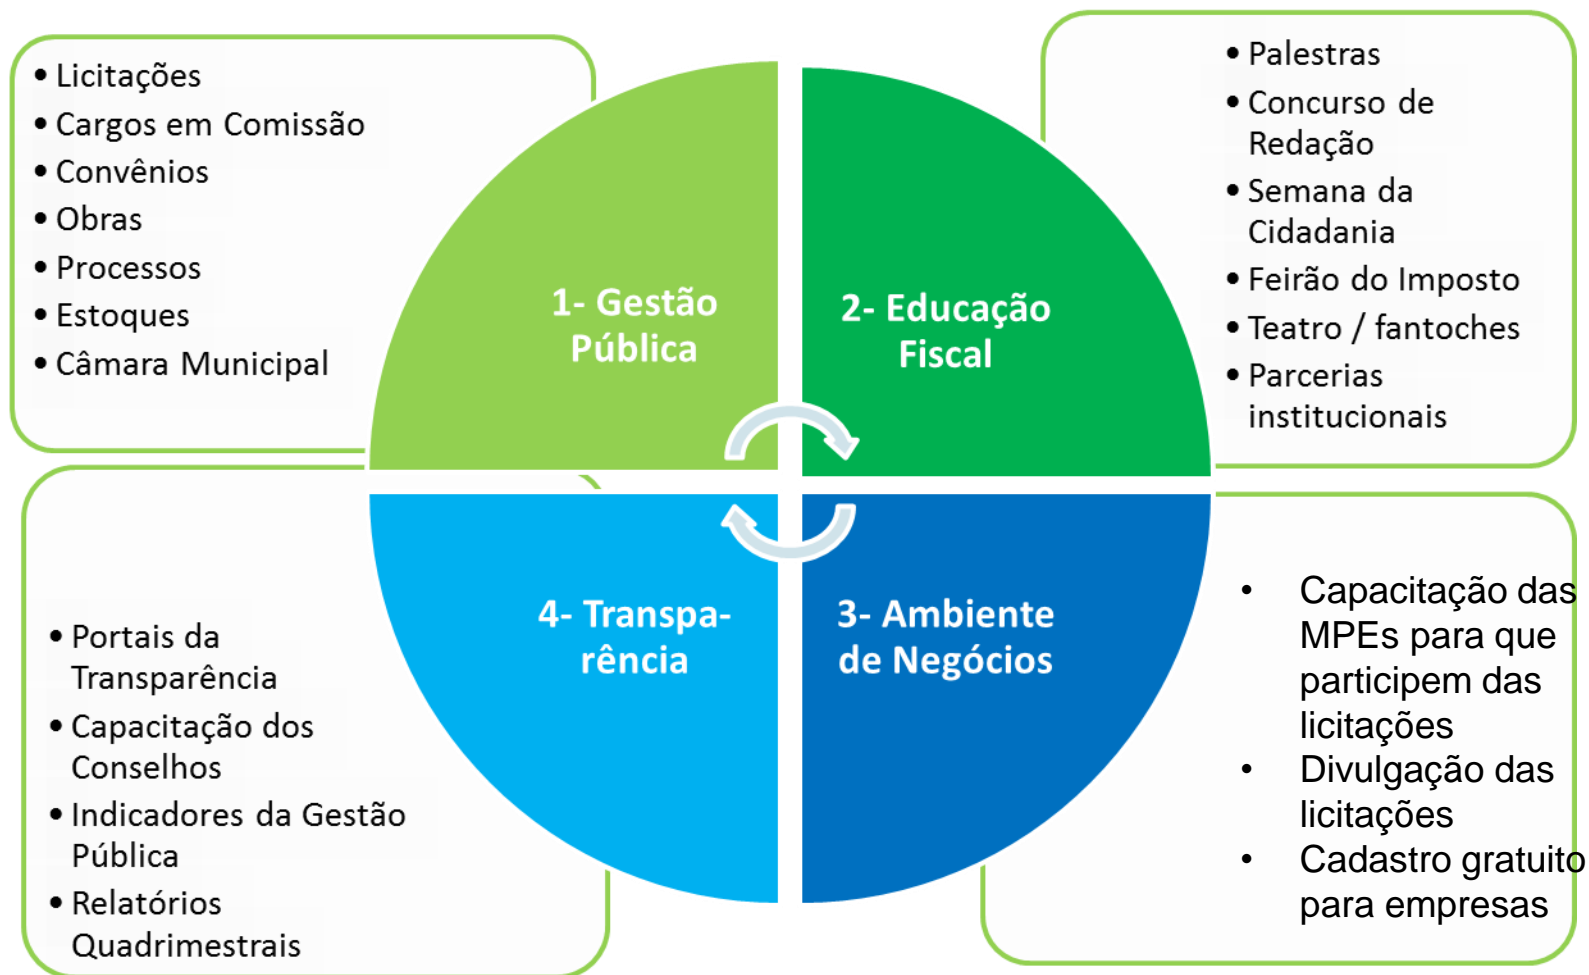 • Licitações
• Cargos em Comissão
• Convênios
• Obras
• Processos
• Estoques
• Câmara Municipal
1- Gestão
Pública
2- Educação
Fiscal
• Palestras
• Concurso de
Redação
• Semana da
Cidadania
• Feirão do Imposto
• Teatro / fantoches
• Parcerias
institucionais
• Portais da
Transparência
• Capacitação dos
Conselhos
• Indicadores da Gestão
Pública
• Relatórios
Quadrimestrais
4- Transpa-
rência
3- Ambiente
de Negócios
• Capacitação das
MPEs para que
participem das
licitações
• Divulgação das
licitações
• Cadastro gratuito
para empresas